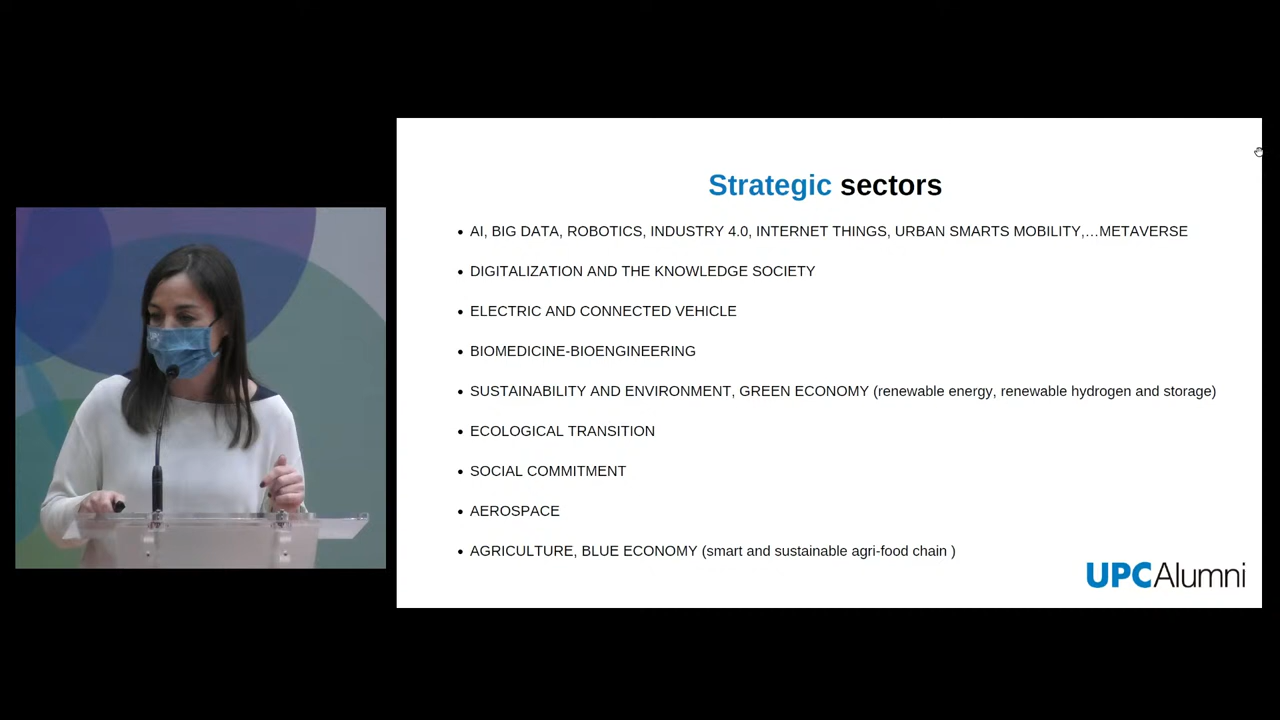 Strategic sectors
• AI, BIG DATA, ROBOTICS, INDUSTRY 4.0, INTERNET THINGS, URBAN SMARTS MOBILITY,…METAVERSE
• DIGITALIZATION AND THE KNOWLEDGE SOCIETY
• ELECTRIC AND CONNECTED VEHICLE
• BIOMEDICINE-BIOENGINEERING
• SUSTAINABILITY AND ENVIRONMENT, GREEN ECONOMY (renewable energy, renewable hydrogen and storage)
• ECOLOGICAL TRANSITION
• SOCIAL COMMITMENT
• AEROSPACE
• AGRICULTURE, BLUE ECONOMY (smart and sustainable agri-food chain )
UPCAlumni